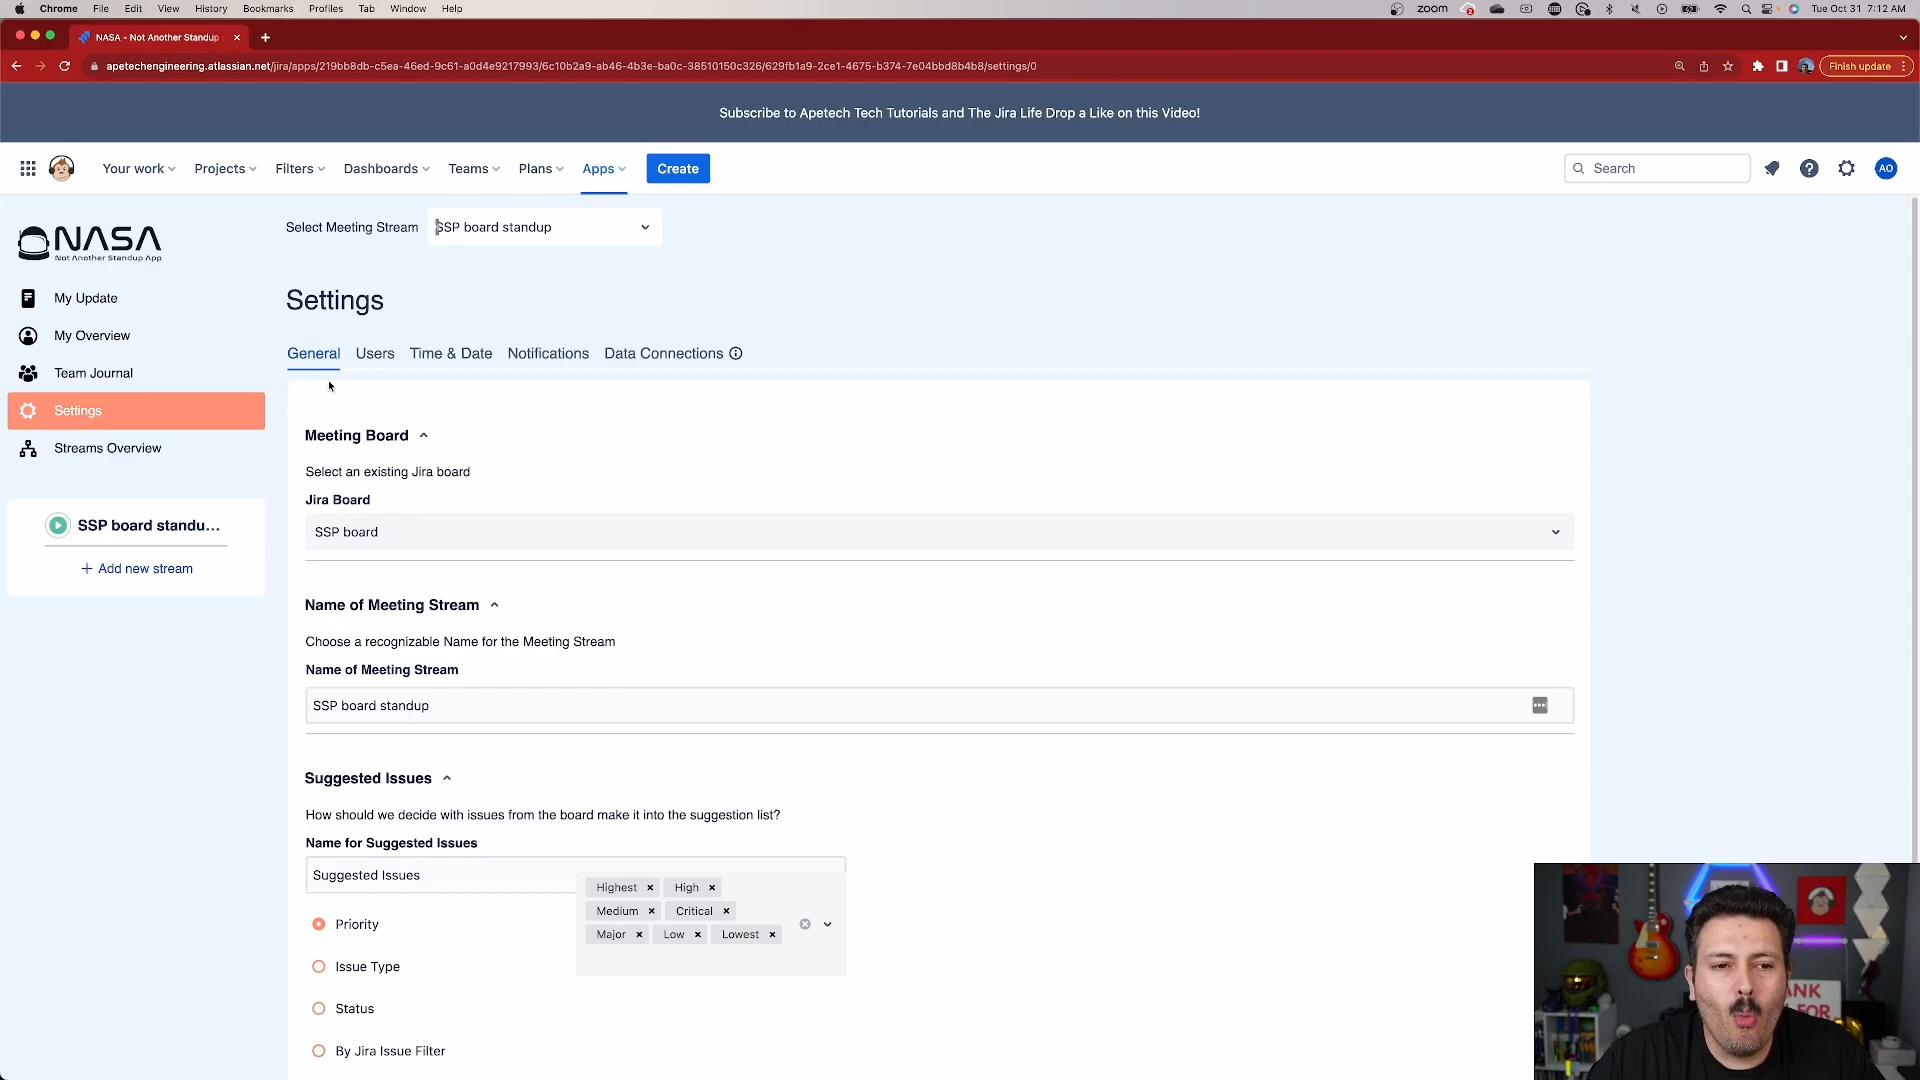 Chrome File Edit View History Bookmarks Profiles Tab Window Help
zoom
Tue Oct 31 7:12 AM
NASA - Not Another Standup
apetechengineering.atlassian.net/jira/apps/219bb8db-c5ea-46ed-9c61-a0d4e9217993/6c10b2a9-ab46-4b3e-ba0c-38510150c326/629fb1a9-2ce1-4675-b374-7e04bbd8b4b8/settings/0
Finish update
Subscribe to Apetech Tech Tutorials and The Jira Life Drop a Like on this Video!
Your work Projects Filters Dashboards Teams Plans Apps Create
Search
AO
NASA
Not Another Standup App
My Update
My Overview
Team Journal
Settings
Streams Overview
SSP board standu...
+ Add new stream
Select Meeting Stream SSP board standup
Settings
General Users Time & Date Notifications Data Connections
Meeting Board
Select an existing Jira board
Jira Board
SSP board
Name of Meeting Stream
Choose a recognizable Name for the Meeting Stream
Name of Meeting Stream
SSP board standup
Suggested Issues
How should we decide with issues from the board make it into the suggestion list?
Name for Suggested Issues
Suggested Issues
Priority
Highest High
Medium Critical
Major Low Lowest
Issue Type
Status
By Jira Issue Filter